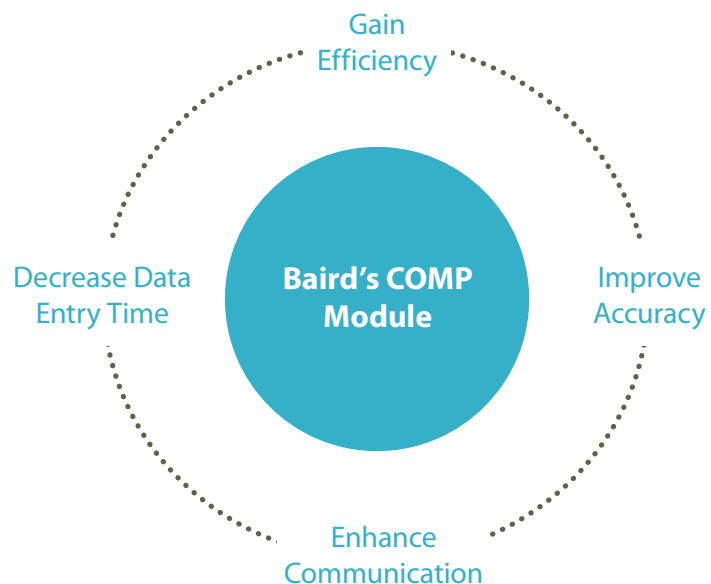 Gain
Efficiency
Decrease Data
Entry Time
Baird’s COMP
Module
Improve
Accuracy
Enhance
Communication